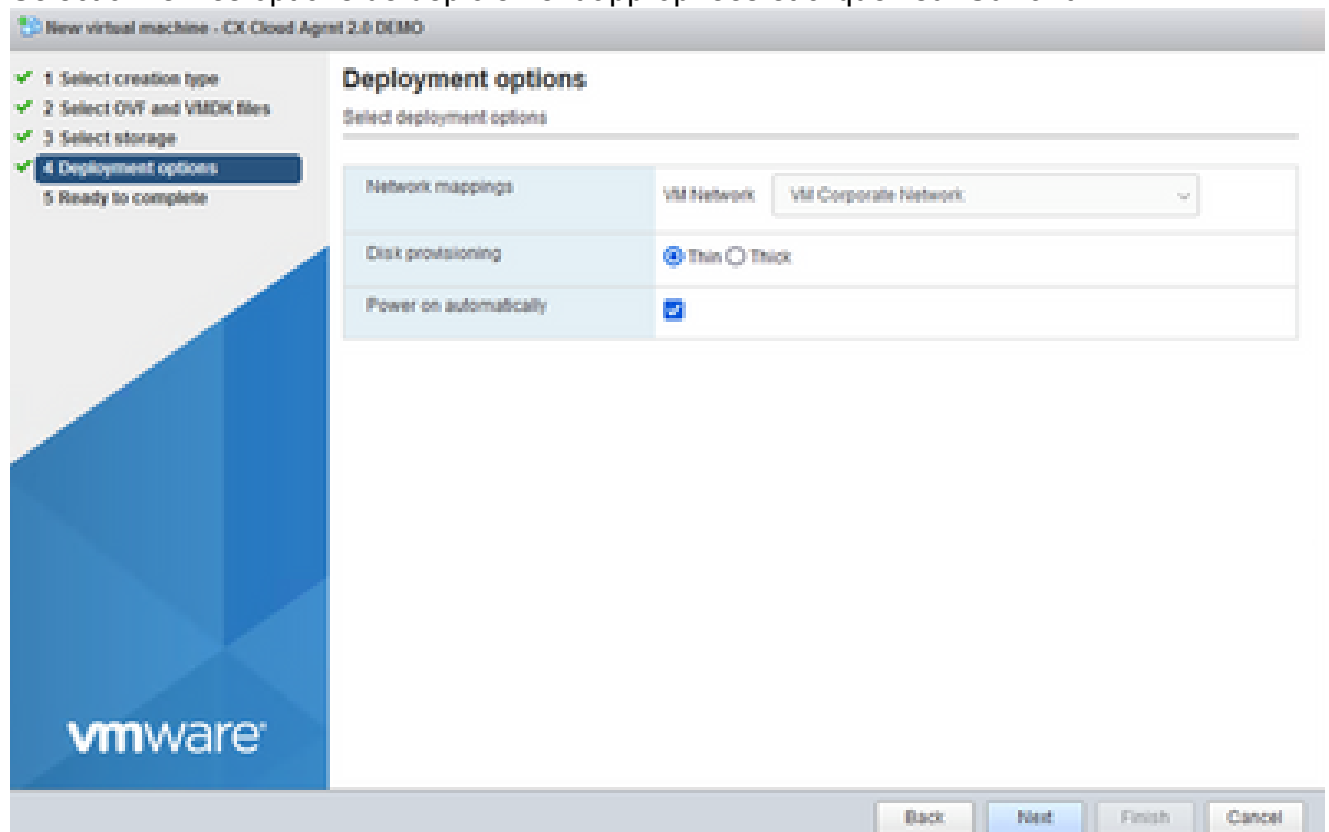 New virtual machine - CX Cloud Agent 2.0 DEMO
1 Select creation type
2 Select OVF and VMDK files
3 Select storage
4 Deployment options
5 Ready to complete
Deployment options
Select deployment options
Network mappings
VM Network VM Corporate Network
Disk provisioning
Thin Thick
Power on automatically
vmware
Back Next Finish Cancel